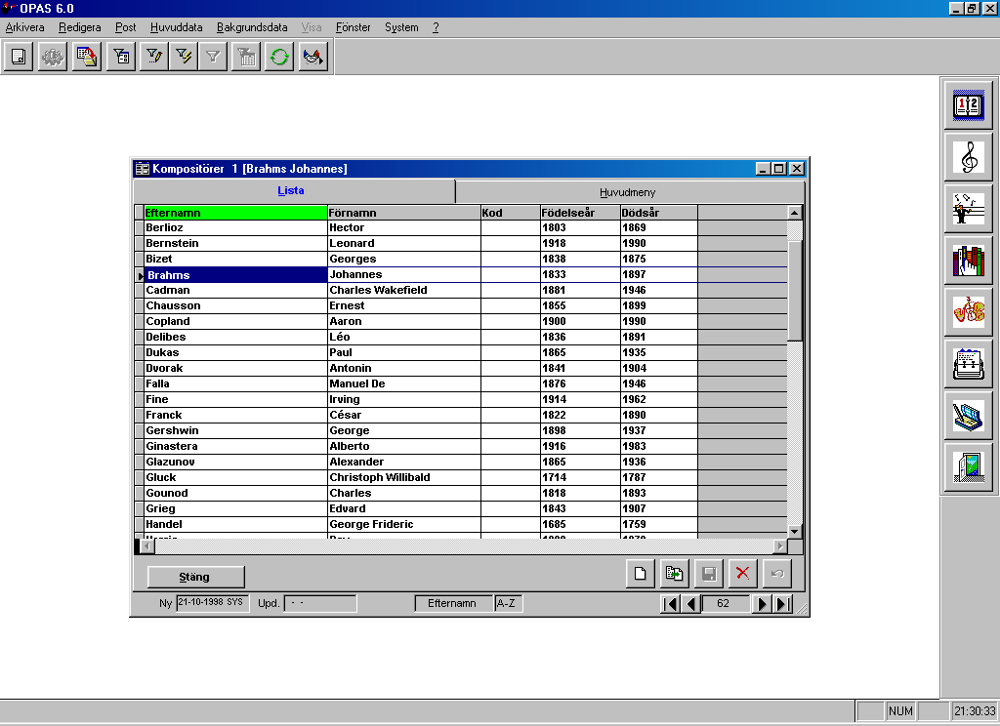 OPAS 6.0
Arkivera Redigera Post Huvuddata Bakgrundsdata Visa Fönster System ?
1 2
Kompositörer 1 [Brahms Johannes]
Lista Huvudmeny
Efternamn Förnamn Kod Födelseår Dödsår
Berlioz Hector 1803 1869
Bernstein Leonard 1918 1990
Bizet Georges 1838 1875
Brahms Johannes 1833 1897
Cadman Charles Wakefield 1881 1946
Chausson Ernest 1855 1899
Copland Aaron 1900 1990
Delibes Léo 1836 1891
Dukas Paul 1865 1935
Dvorak Antonin 1841 1904
Falla Manuel De 1876 1946
Fine Irving 1914 1962
Franck César 1822 1890
Gershwin George 1898 1937
Ginastera Alberto 1916 1983
Glazunov Alexander 1865 1936
Gluck Christoph Willibald 1714 1787
Gounod Charles 1818 1893
Grieg Edvard 1843 1907
Handel George Frideric 1685 1759
Stäng
Ny 21-10-1998 SYS Upd. - - Efternamn A-Z 62
NUM 21:30:33